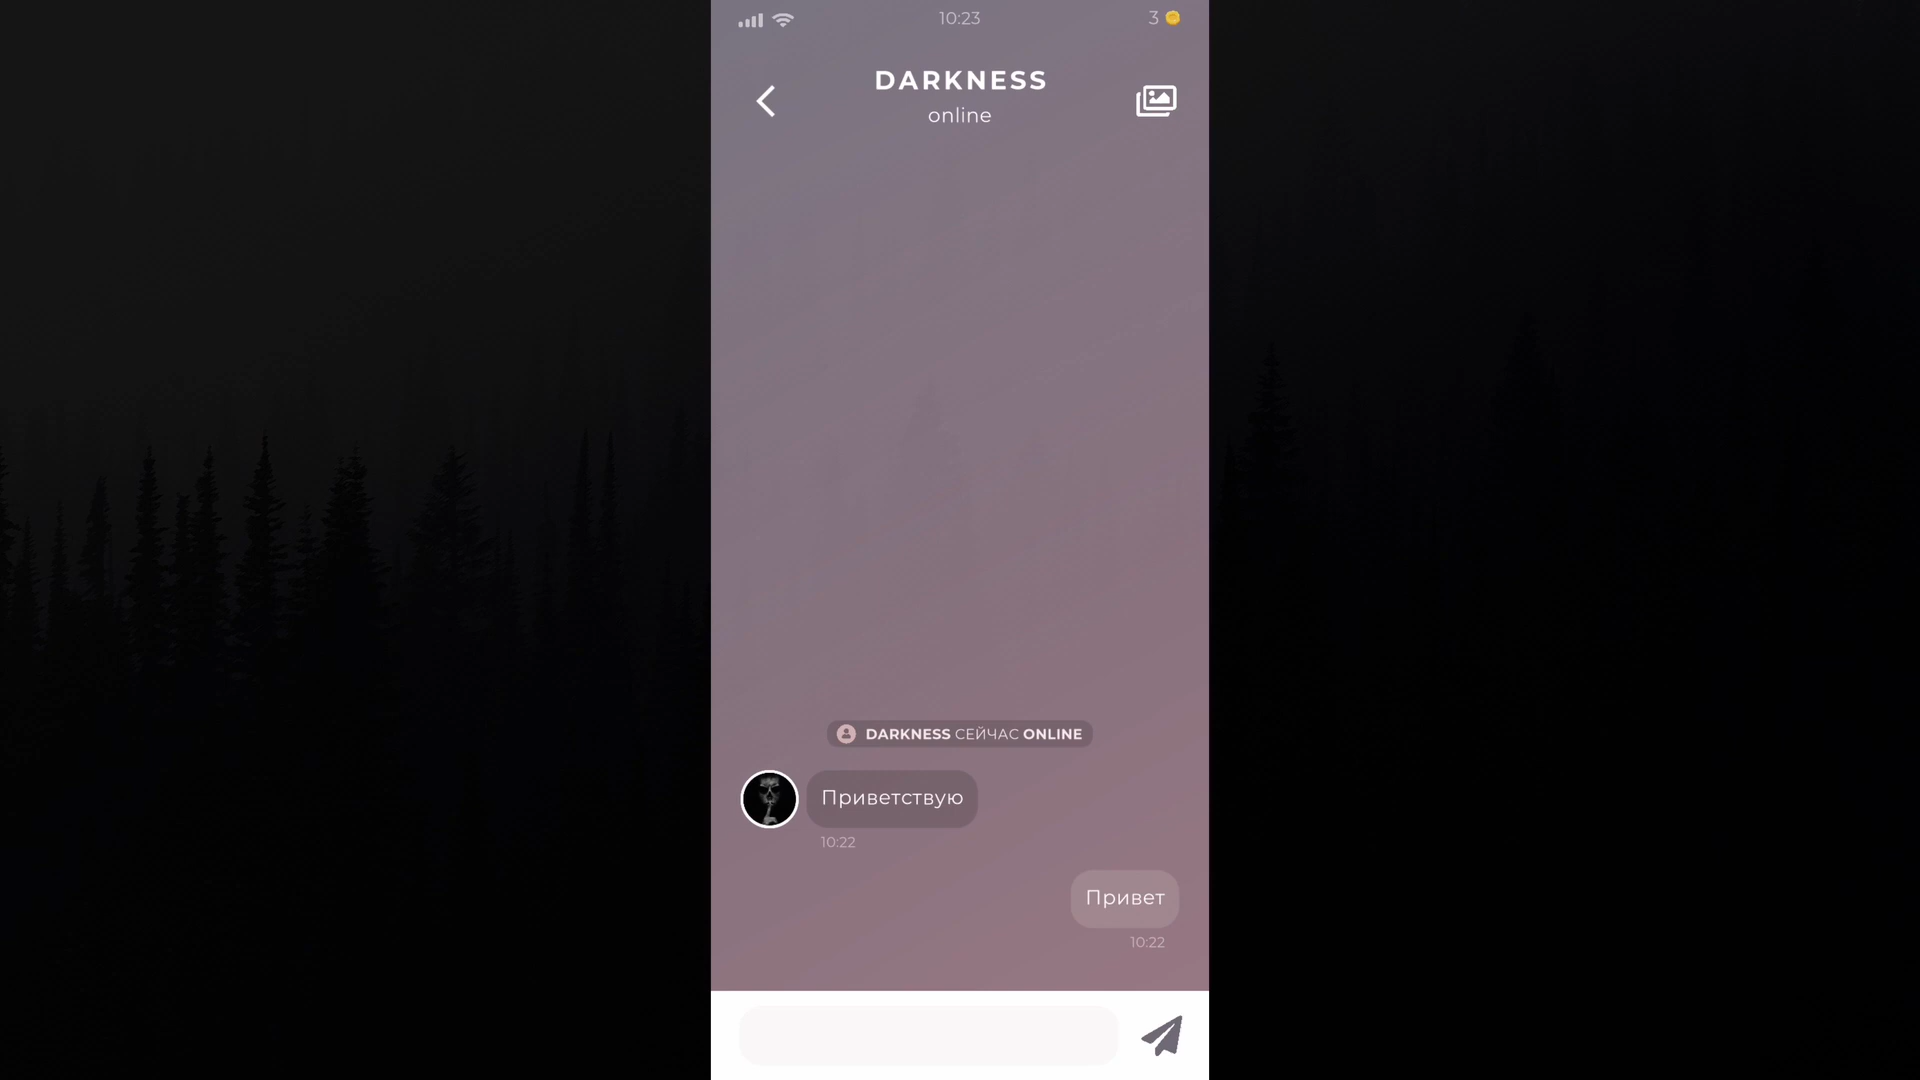 10:23
3
DARKNESS
online
DARKNESS СЕЙЧАС ONLINE
Приветствую
10:22
Привет
10:22